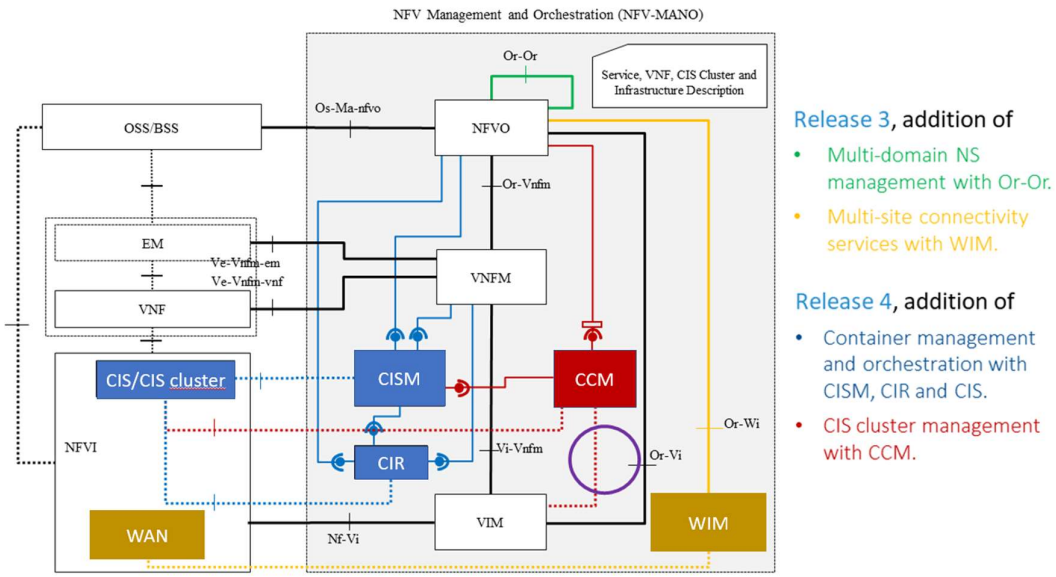 NFV Management and Orchestration (NFV-MANO)
Or-Or
Service, VNF, CIS Cluster and
Infrastructure Description
Os-Ma-nfvo
OSS/BSS
NFVO
Or-Vnfm
EM
Ve-Vnfm-em
Ve-Vnfm-vnf
VNFM
VNF
CIS/CIS cluster
CISM
CCM
NFVI
CIR
Vi-Vnfm
Or-Vi
Or-Wi
WAN
Nf-Vi
VIM
WIM
Release 3, addition of
• Multi-domain NS
management with Or-Or.
• Multi-site connectivity
services with WIM.
Release 4, addition of
• Container management
and orchestration with
CISM, CIR and CIS.
• CIS cluster management
with CCM.